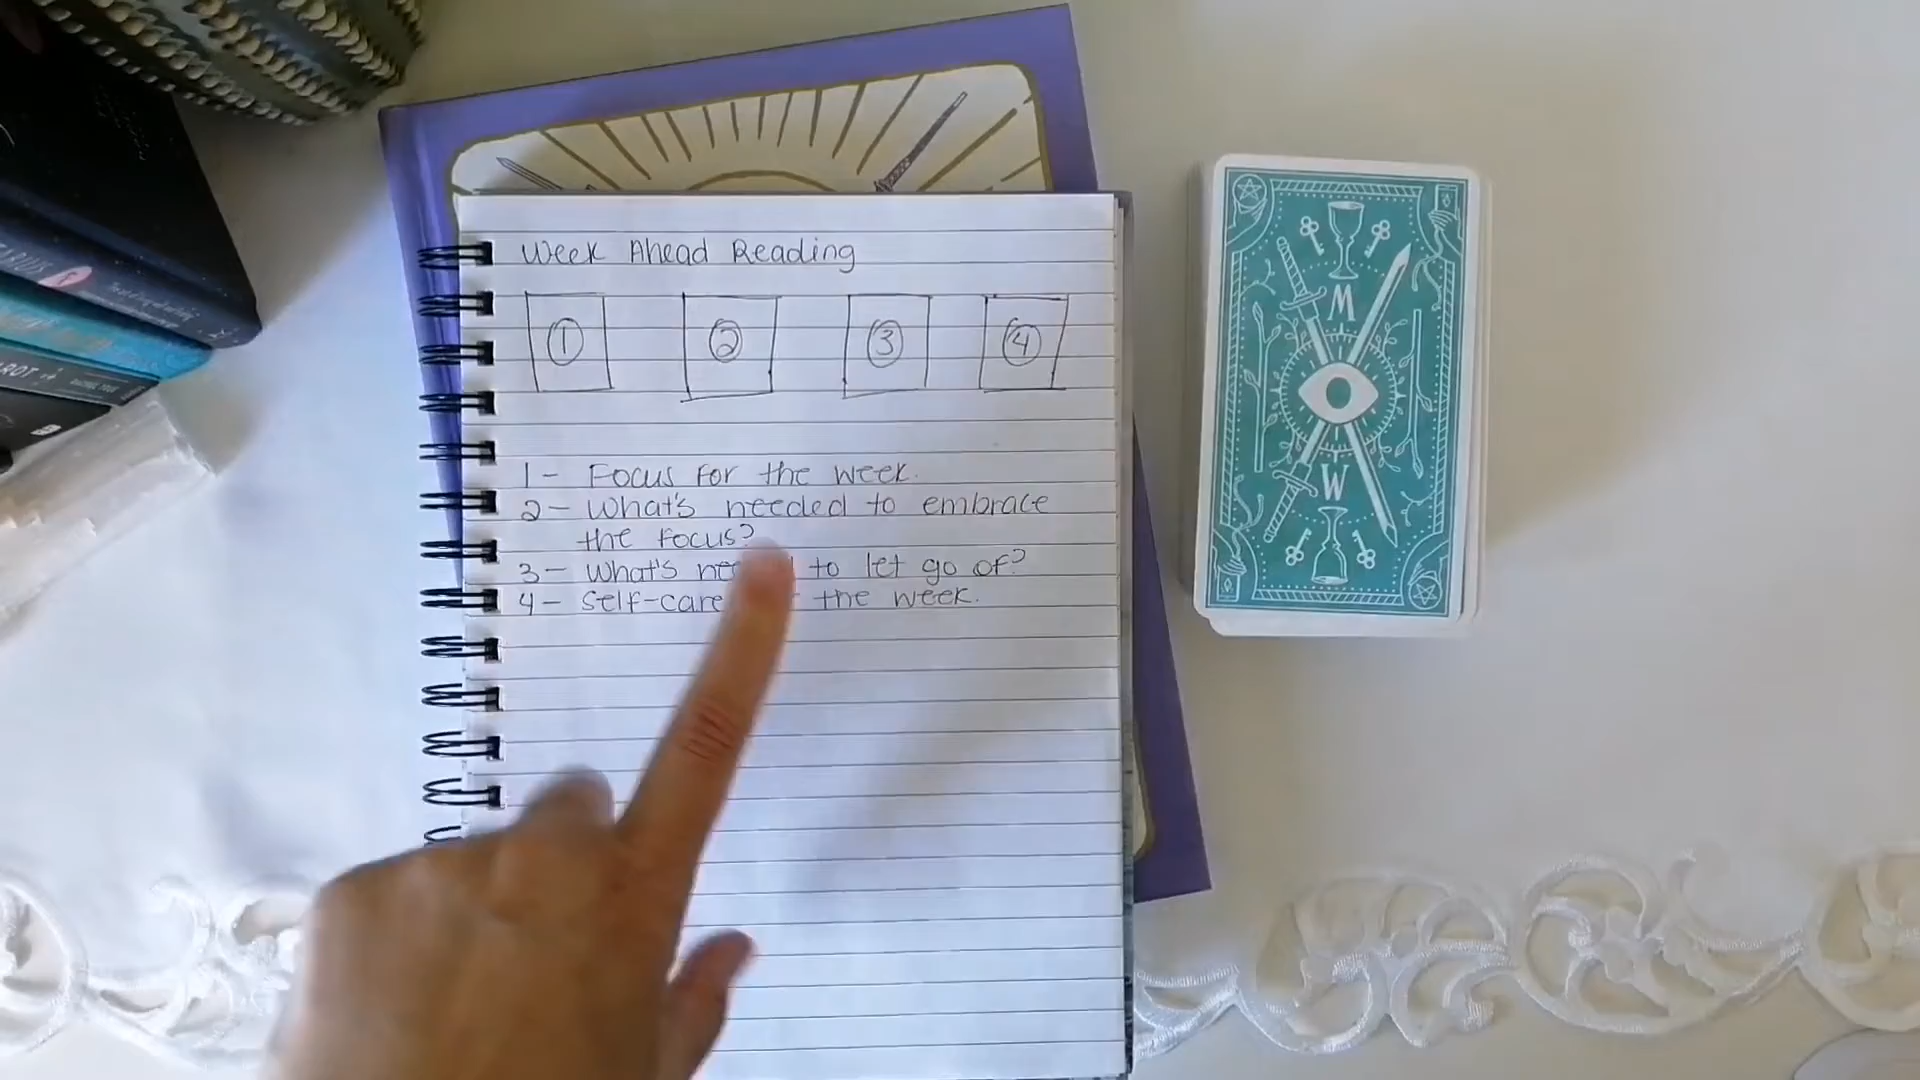 Week Ahead Reading
1 2 3 4
1- Focus for the week.
2- What's needed to embrace
the focus?
3- What's to let go of?
4- Self-care the week.
M
W
TAROT